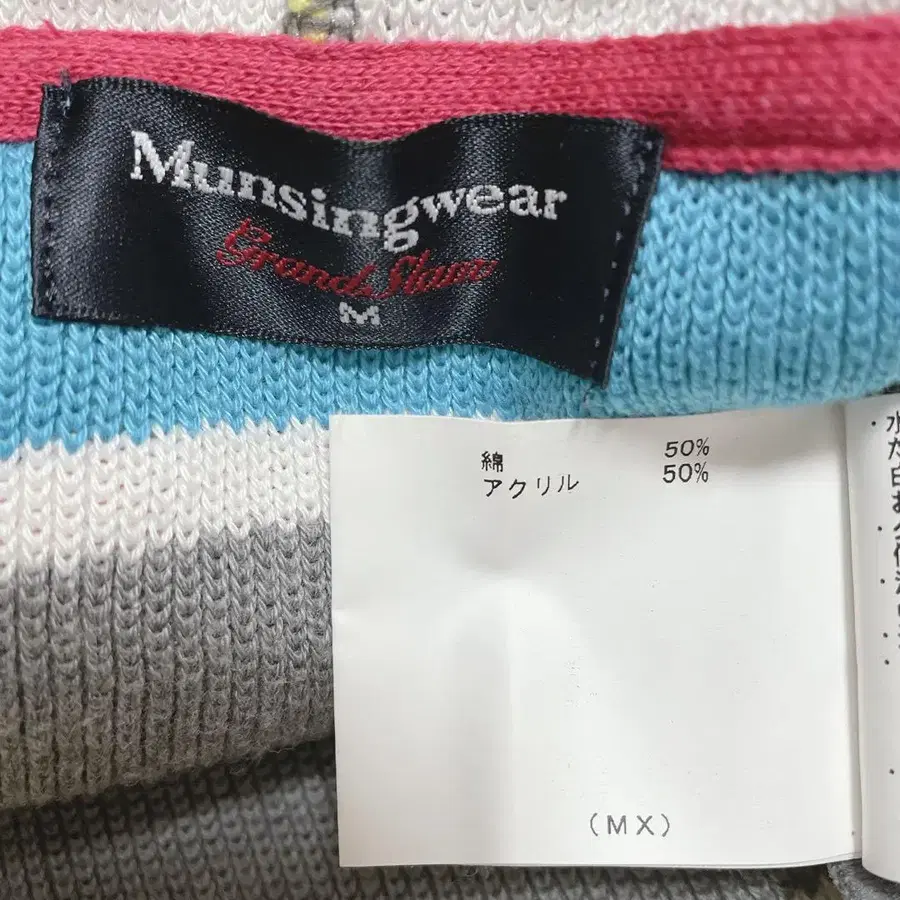 Munsingwear
Grand Slam
M
綿 50%
アクリル 50%
(MX)